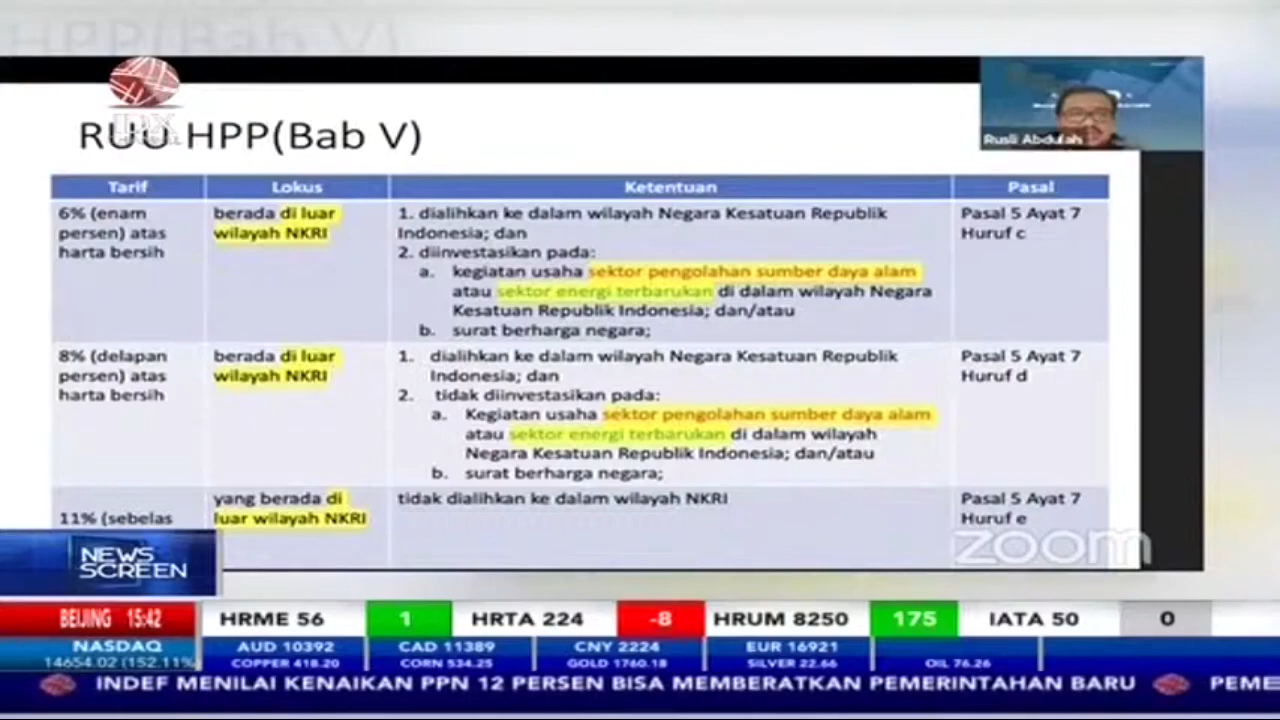 RUU HPP(Bab V)
Rusli Abdullah
Tarif Lokus Ketentuan Pasal
6% (enam
persen) atas
harta bersih
berada di luar
wilayah NKRI
1. dialihkan ke dalam wilayah Negara Kesatuan Republik
Indonesia; dan
2. diinvestasikan pada:
a. kegiatan usaha sektor pengolahan sumber daya alam
atau sektor energi terbarukan di dalam wilayah Negara
Kesatuan Republik Indonesia; dan/atau
b. surat berharga negara;
Pasal 5 Ayat 7
Huruf c
8% (delapan
persen) atas
harta bersih
berada di luar
wilayah NKRI
1. dialihkan ke dalam wilayah Negara Kesatuan Republik
Indonesia; dan
2. tidak diinvestasikan pada:
a. Kegiatan usaha sektor pengolahan sumber daya alam
atau sektor energi terbarukan di dalam wilayah
Negara Kesatuan Republik Indonesia; dan/atau
b. surat berharga negara;
Pasal 5 Ayat 7
Huruf d
11% (sebelas
yang berada di
luar wilayah NKRI
tidak dialihkan ke dalam wilayah NKRI
Pasal 5 Ayat 7
Huruf e
zoom
NEWS
SCREEN
BEIJING 15:42
HRME 56 1 HRTA 224 -8 HRUM 8250 175 IATA 50 0
NASDAQ
14654.02 (152.11%)
AUD 10392 CAD 11389 CNY 2224 EUR 16921
COPPER 418.20 CORN 534.25 GOLD 1760.18 SILVER 22.66 OIL 76.26
INDEF MENILAI KENAIKAN PPN 12 PERSEN BISA MEMBERATKAN PEMERINTAHAN BARU PEME